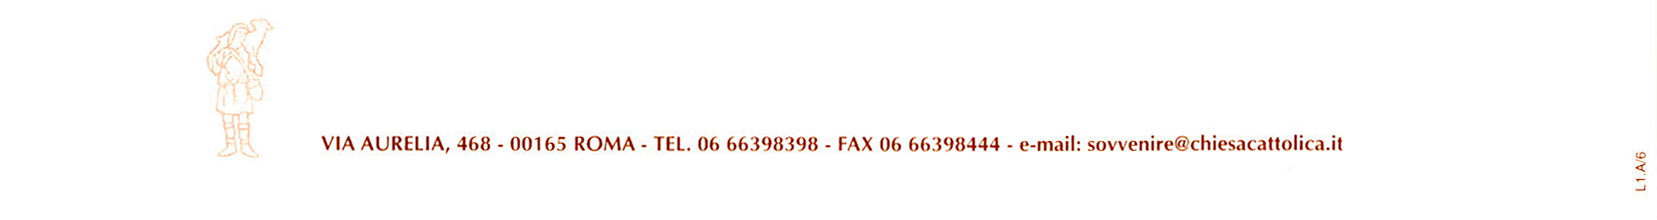 VIA AURELIA, 468 - 00165 ROMA - TEL. 06 66398398 - FAX 06 66398444 - e-mail: sovvenire@chiesacattolica.it
L1.A/6